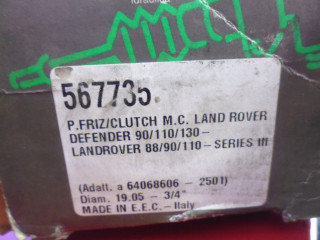 idraulici
567735.
P.FRIZ/CLUTCH M.C. LAND ROVER
DEFENDER 90/110/130-
LANDROVER 88/90/110-SERIES III
(Adatt. a 64068606 - 2501)
Diam. 19.05 - 3/4"
MADE IN E.E.C.-Italy